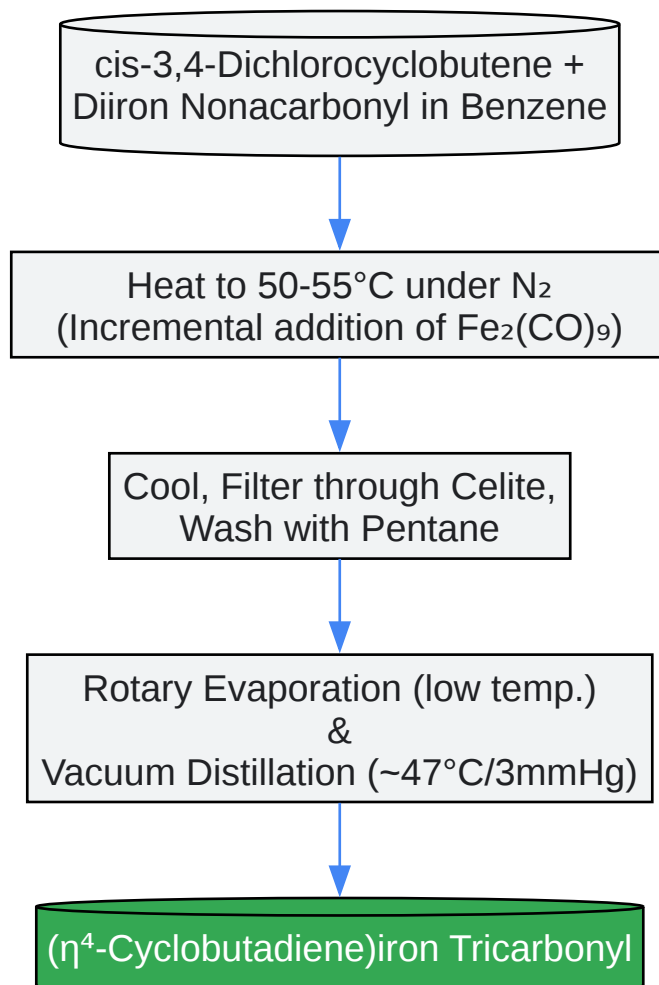 cis-3,4-Dichlorocyclobutene +
Diiron Nonacarbonyl in Benzene
Heat to 50-55°C under N₂
(Incremental addition of Fe₂(CO)₉)
Cool, Filter through Celite,
Wash with Pentane
Rotary Evaporation (low temp.)
&
Vacuum Distillation (~47°C/3mmHg)
(η⁴-Cyclobutadiene)iron Tricarbonyl